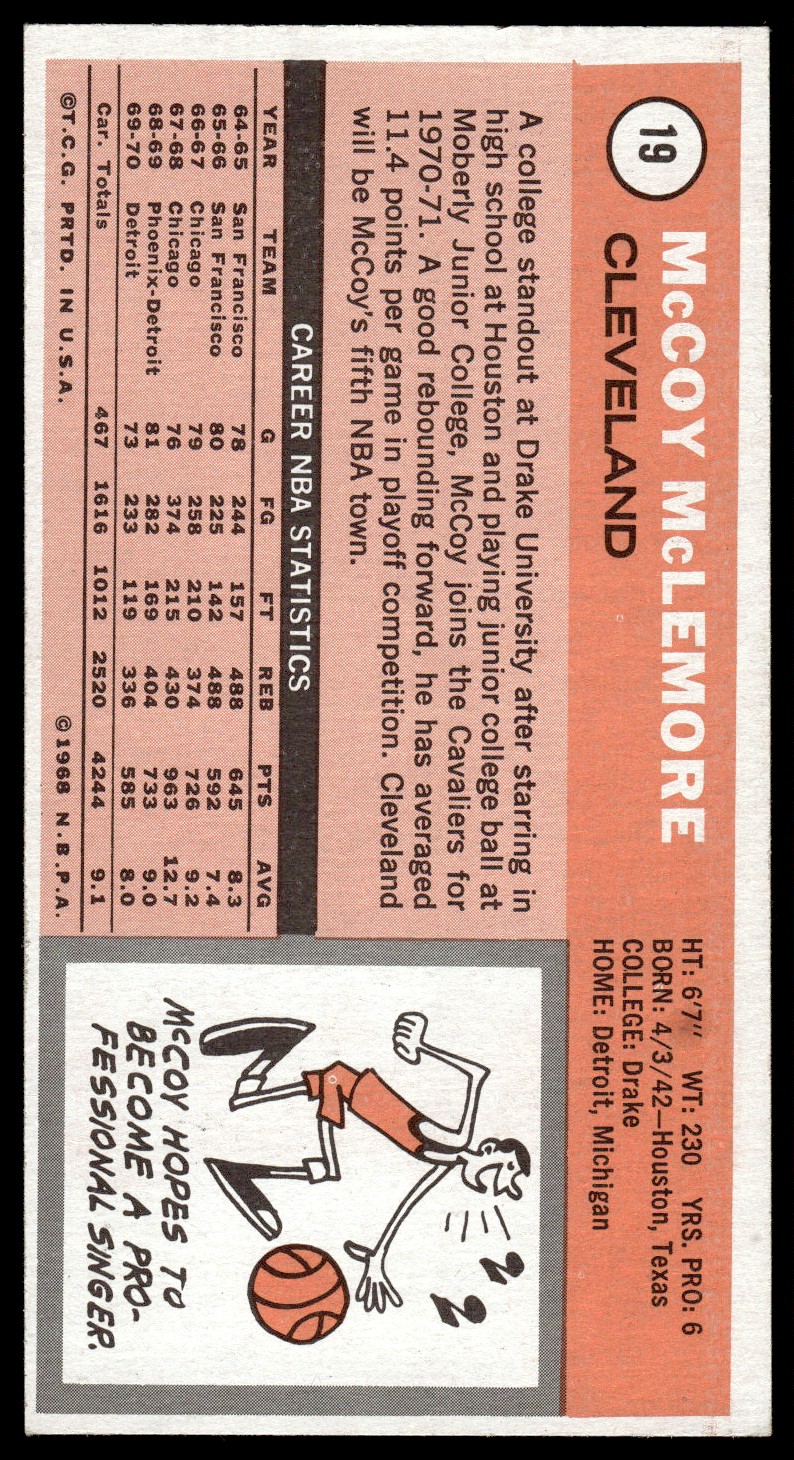 19
McCOY McLEMORE
CLEVELAND
HT: 6'7" WT: 230 YRS. PRO: 6
BORN: 4/3/42—Houston, Texas
COLLEGE: Drake
HOME: Detroit, Michigan
A college standout at Drake University after starring in
high school at Houston and playing junior college ball at
Moberly Junior College, McCoy joins the Cavaliers for
1970-71. A good rebounding forward, he has averaged
11.4 points per game in playoff competition. Cleveland
will be McCoy's fifth NBA town.
CAREER NBA STATISTICS
YEAR TEAM G FG FT REB PTS AVG
64-65 San Francisco 78 244 157 488 645 8.3
65-66 San Francisco 80 225 142 488 592 7.4
66-67 Chicago 79 258 210 374 726 9.2
67-68 Chicago 76 374 215 430 963 12.7
68-69 Phoenix-Detroit 81 282 169 404 733 9.0
69-70 Detroit 73 233 119 336 585 8.0
Car. Totals 467 1616 1012 2520 4244 9.1
©T.C.G. PRTD. IN U.S.A. ©1968 N.B.P.A.
McCOY HOPES TO
BECOME A PRO-
FESSIONAL SINGER.